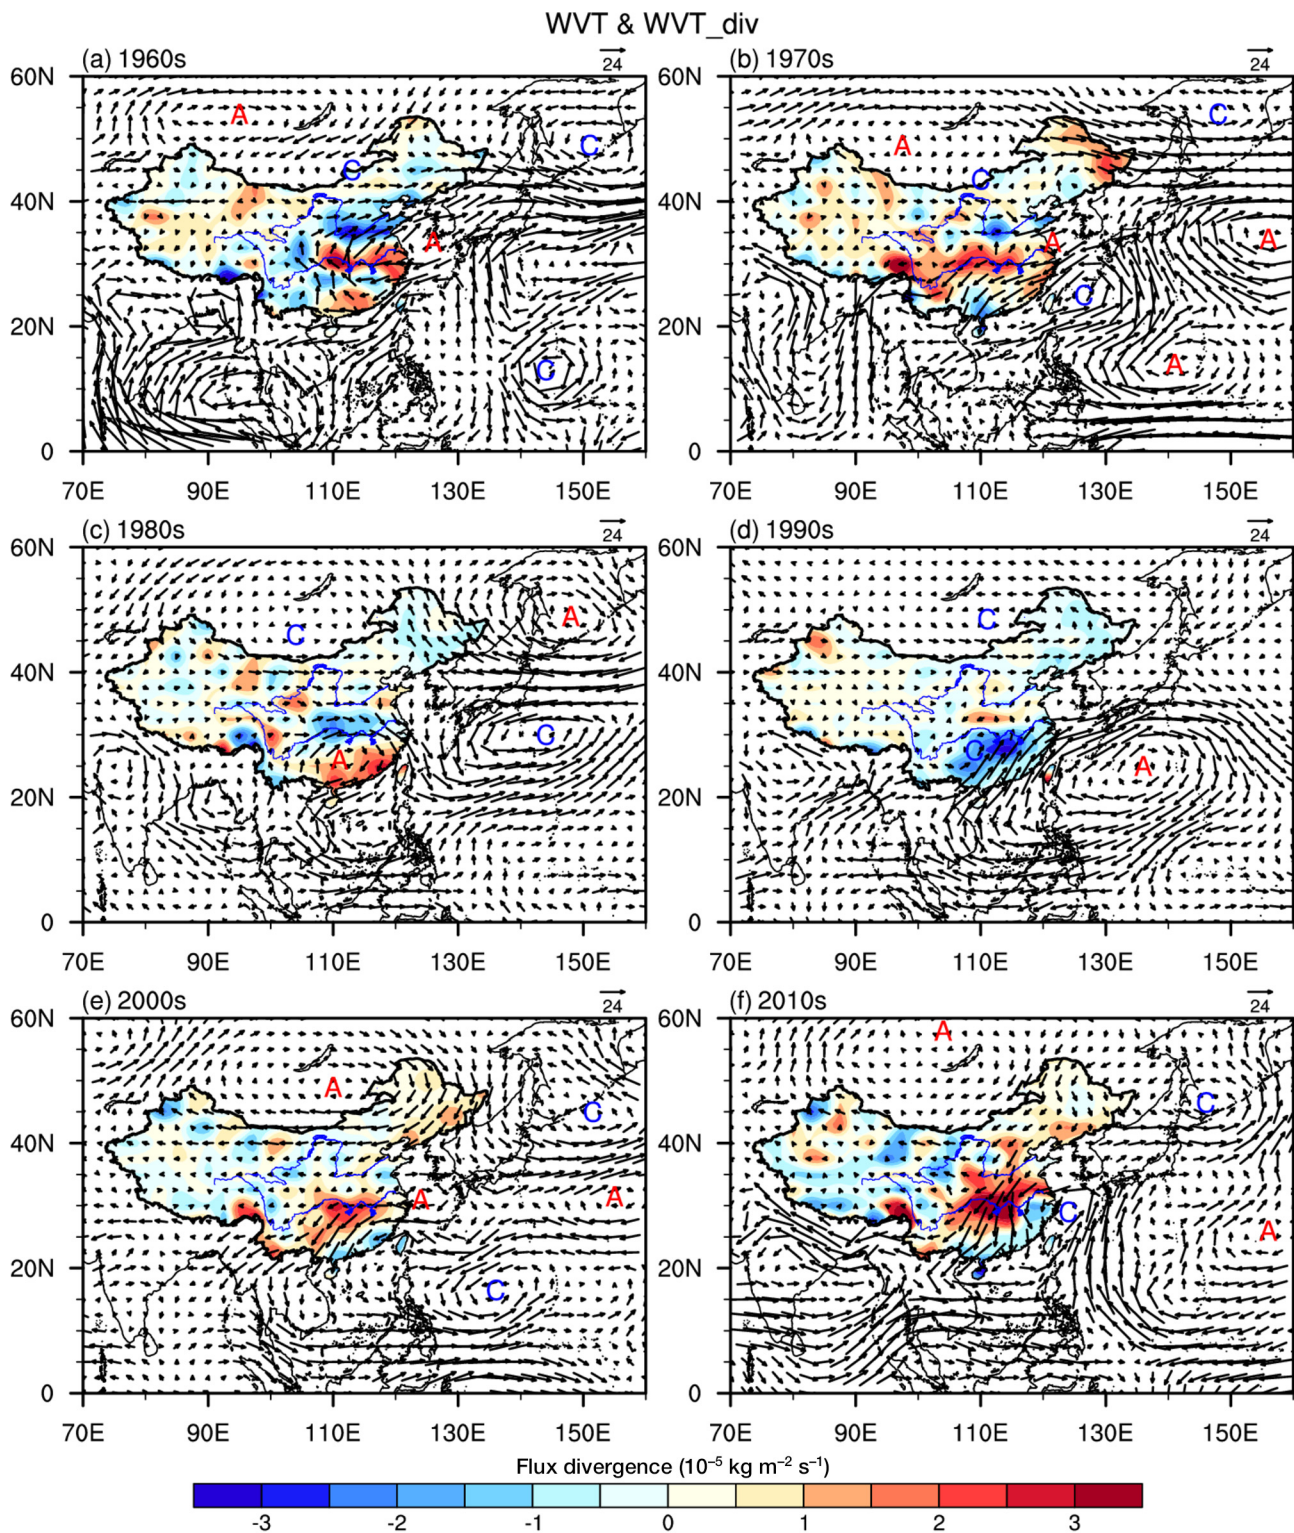 WVT & WVT_div
(a) 1960s
24
(b) 1970s
24
60N
40N
20N
0
A
C
C
A
C
70E 90E 110E 130E 150E
60N
40N
20N
0
C
A
C
A
A
C
A
70E 90E 110E 130E 150E
(c) 1980s
24
(d) 1990s
24
60N
40N
20N
0
A
C
C
A
70E 90E 110E 130E 150E
60N
40N
20N
0
C
C
A
70E 90E 110E 130E 150E
(e) 2000s
24
(f) 2010s
24
60N
40N
20N
0
A
C
A
A
C
70E 90E 110E 130E 150E
60N
40N
20N
0
A
C
C
A
70E 90E 110E 130E 150E
Flux divergence (10⁻⁵ kg m⁻² s⁻¹)
-3 -2 -1 0 1 2 3